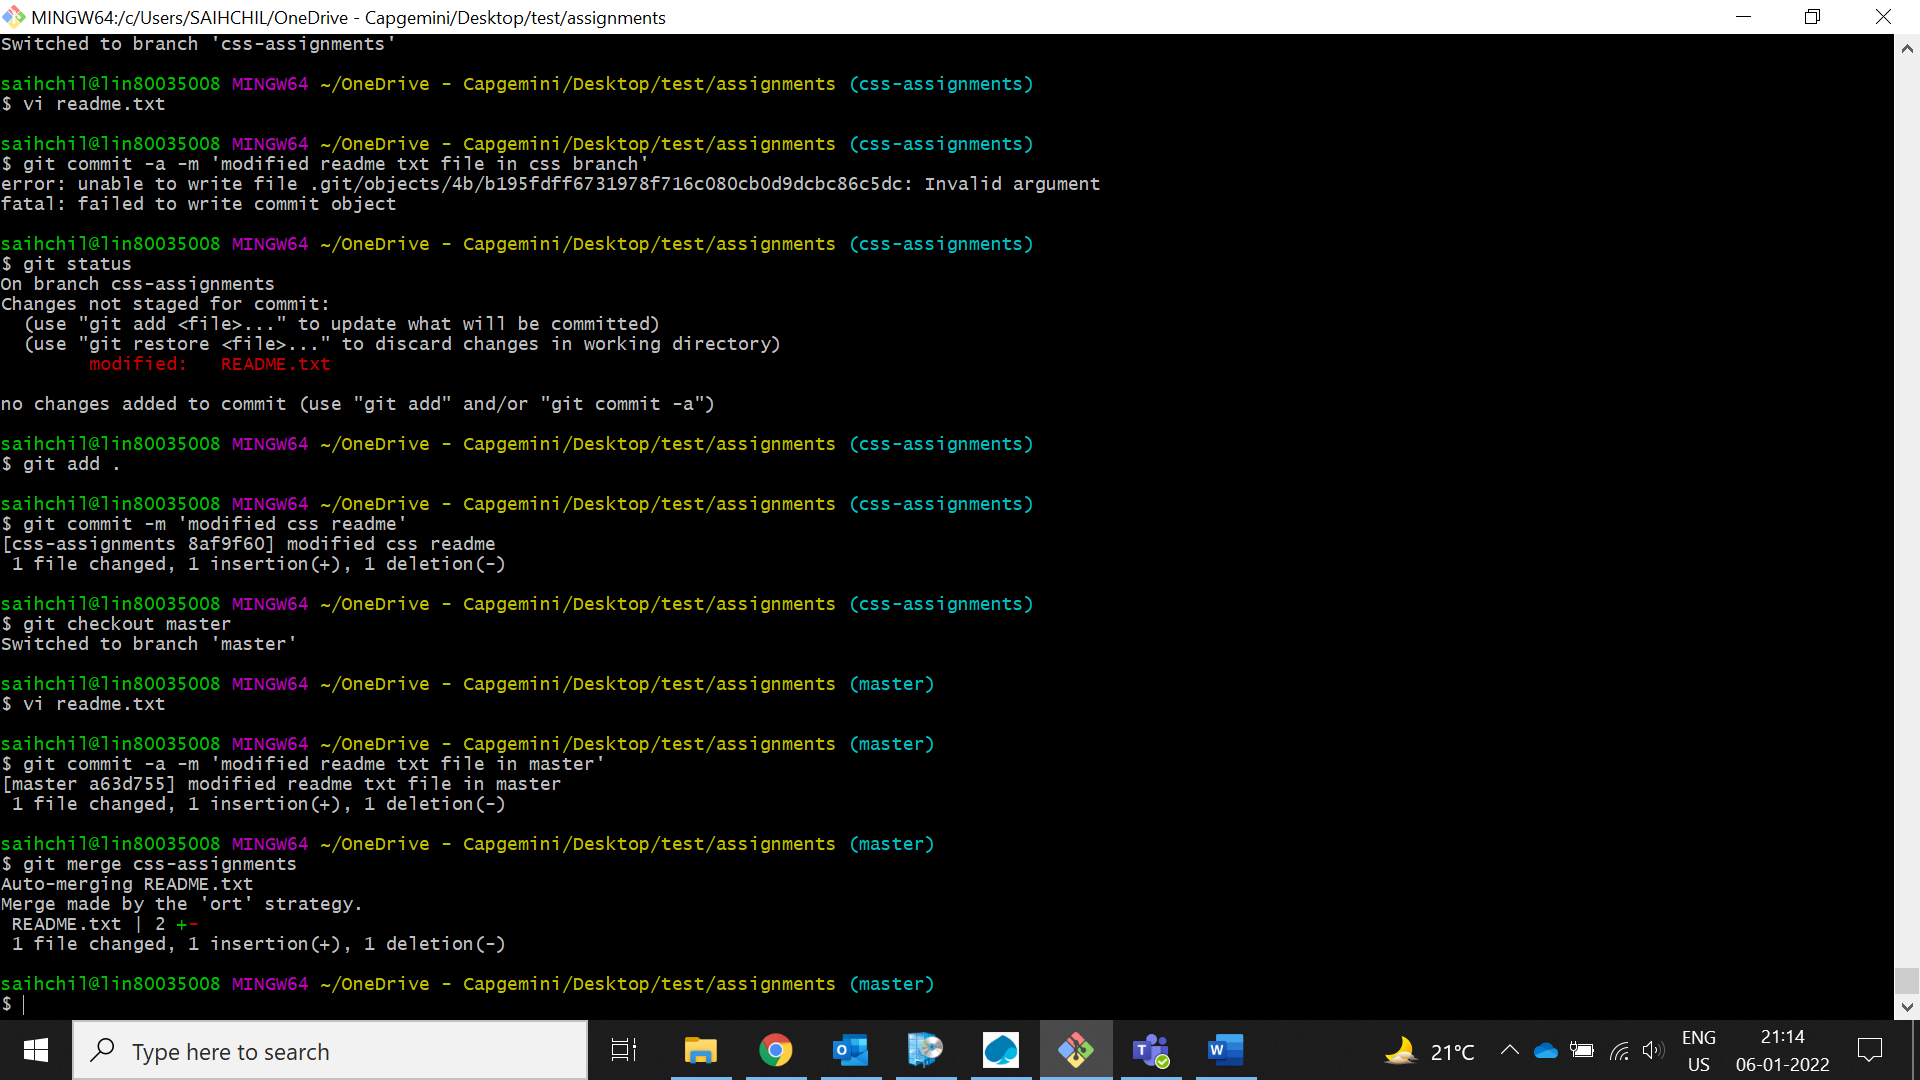 MINGW64:/c/Users/SAIHCHIL/OneDrive - Capgemini/Desktop/test/assignments
Switched to branch 'css-assignments'
saihchil@lin80035008 MINGW64 ~/OneDrive - Capgemini/Desktop/test/assignments (css-assignments)
$ vi readme.txt
saihchil@lin80035008 MINGW64 ~/OneDrive - Capgemini/Desktop/test/assignments (css-assignments)
$ git commit -a -m 'modified readme txt file in css branch'
error: unable to write file .git/objects/4b/b195fdff6731978f716c080cb0d9dcbc86c5dc: Invalid argument
fatal: failed to write commit object
saihchil@lin80035008 MINGW64 ~/OneDrive - Capgemini/Desktop/test/assignments (css-assignments)
$ git status
On branch css-assignments
Changes not staged for commit:
  (use "git add <file>..." to update what will be committed)
  (use "git restore <file>..." to discard changes in working directory)
        modified:   README.txt
no changes added to commit (use "git add" and/or "git commit -a")
saihchil@lin80035008 MINGW64 ~/OneDrive - Capgemini/Desktop/test/assignments (css-assignments)
$ git add .
saihchil@lin80035008 MINGW64 ~/OneDrive - Capgemini/Desktop/test/assignments (css-assignments)
$ git commit -m 'modified css readme'
[css-assignments 8af9f60] modified css readme
 1 file changed, 1 insertion(+), 1 deletion(-)
saihchil@lin80035008 MINGW64 ~/OneDrive - Capgemini/Desktop/test/assignments (css-assignments)
$ git checkout master
Switched to branch 'master'
saihchil@lin80035008 MINGW64 ~/OneDrive - Capgemini/Desktop/test/assignments (master)
$ vi readme.txt
saihchil@lin80035008 MINGW64 ~/OneDrive - Capgemini/Desktop/test/assignments (master)
$ git commit -a -m 'modified readme txt file in master'
[master a63d755] modified readme txt file in master
 1 file changed, 1 insertion(+), 1 deletion(-)
saihchil@lin80035008 MINGW64 ~/OneDrive - Capgemini/Desktop/test/assignments (master)
$ git merge css-assignments
Auto-merging README.txt
Merge made by the 'ort' strategy.
 README.txt | 2 +-
 1 file changed, 1 insertion(+), 1 deletion(-)
saihchil@lin80035008 MINGW64 ~/OneDrive - Capgemini/Desktop/test/assignments (master)
$
Type here to search
21°C
ENG
US
21:14
06-01-2022